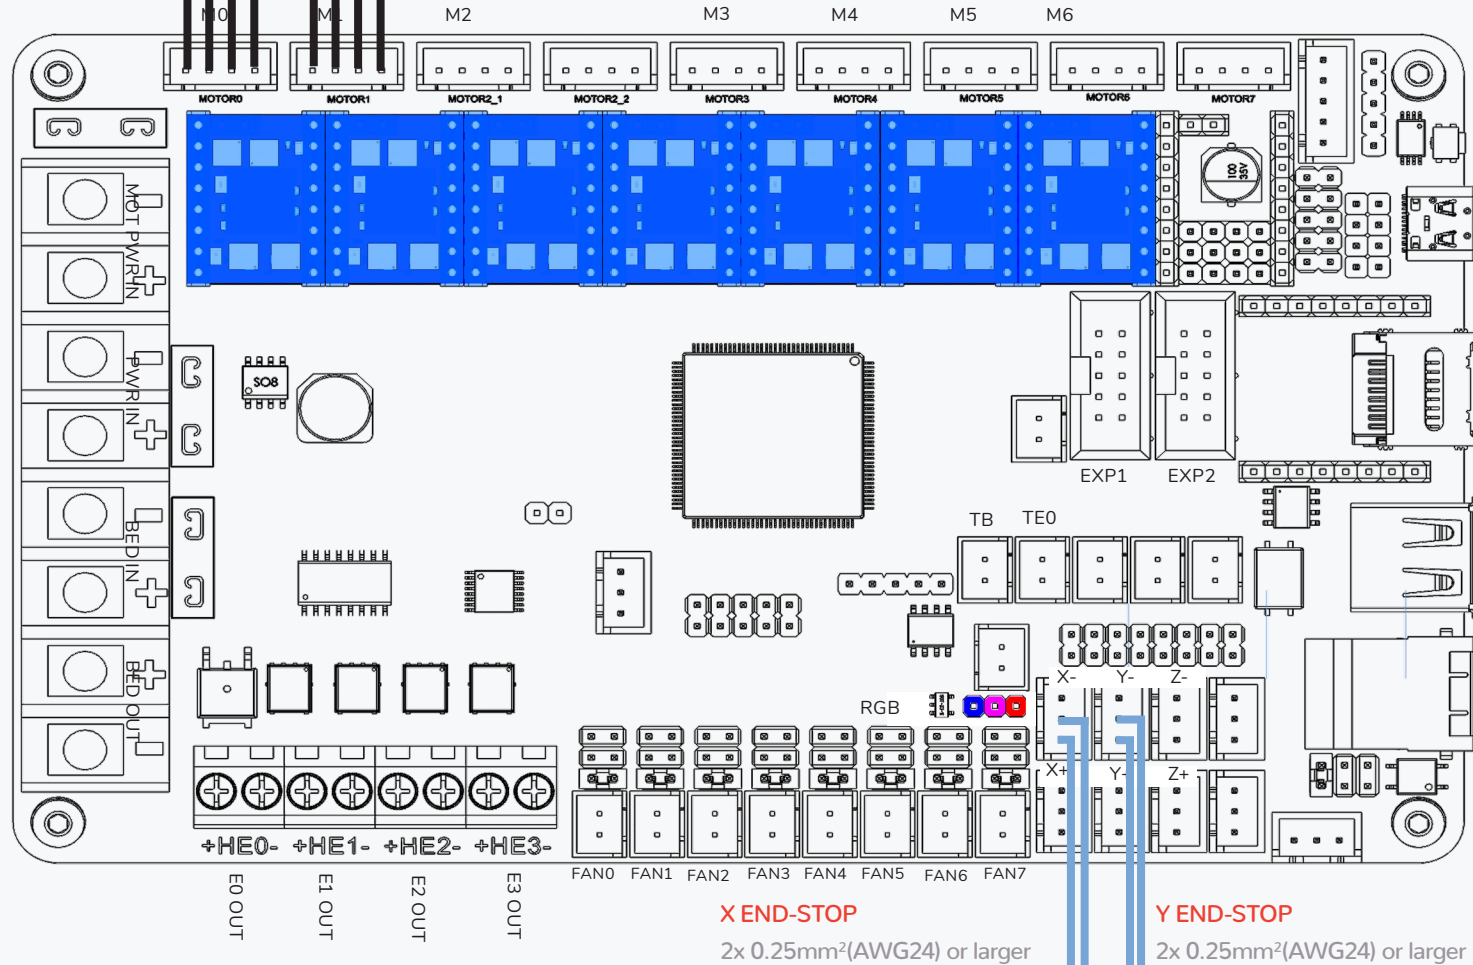 M0
M1
M2
M3
M4
M5
M6
MOTOR0
MOTOR1
MOTOR2_1
MOTOR2_2
MOTOR3
MOTOR4
MOTOR5
MOTOR6
MOTOR7
100
35V
MOT PWR IN
PWR IN
BED IN
BED OUT
SO8
EXP1
EXP2
TB
TE0
X-
Y-
Z-
RGB
X+
Z+
+HE0-
+HE1-
+HE2-
+HE3-
E0 OUT
E1 OUT
E2 OUT
E3 OUT
FAN0
FAN1
FAN2
FAN3
FAN4
FAN5
FAN6
FAN7
X END-STOP
Y END-STOP
2x 0.25mm²(AWG24) or larger
2x 0.25mm²(AWG24) or larger